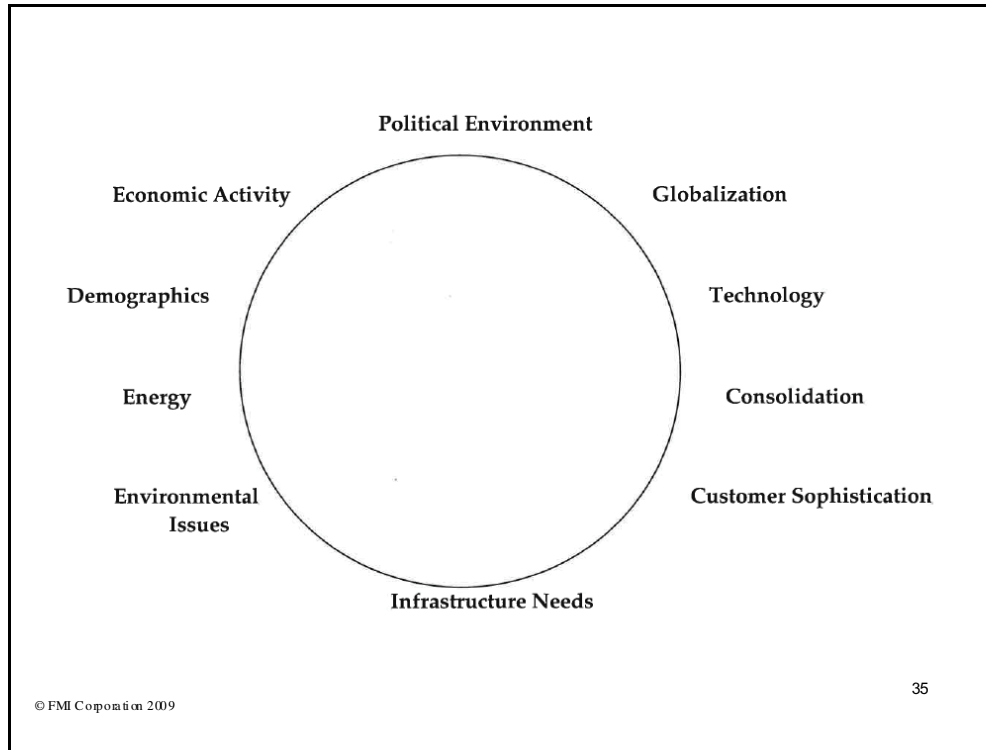 Political Environment
Economic Activity
Globalization
Demographics
Technology
Energy
Consolidation
Environmental
Issues
Customer Sophistication
Infrastructure Needs
35
© FMI Corporation 2009